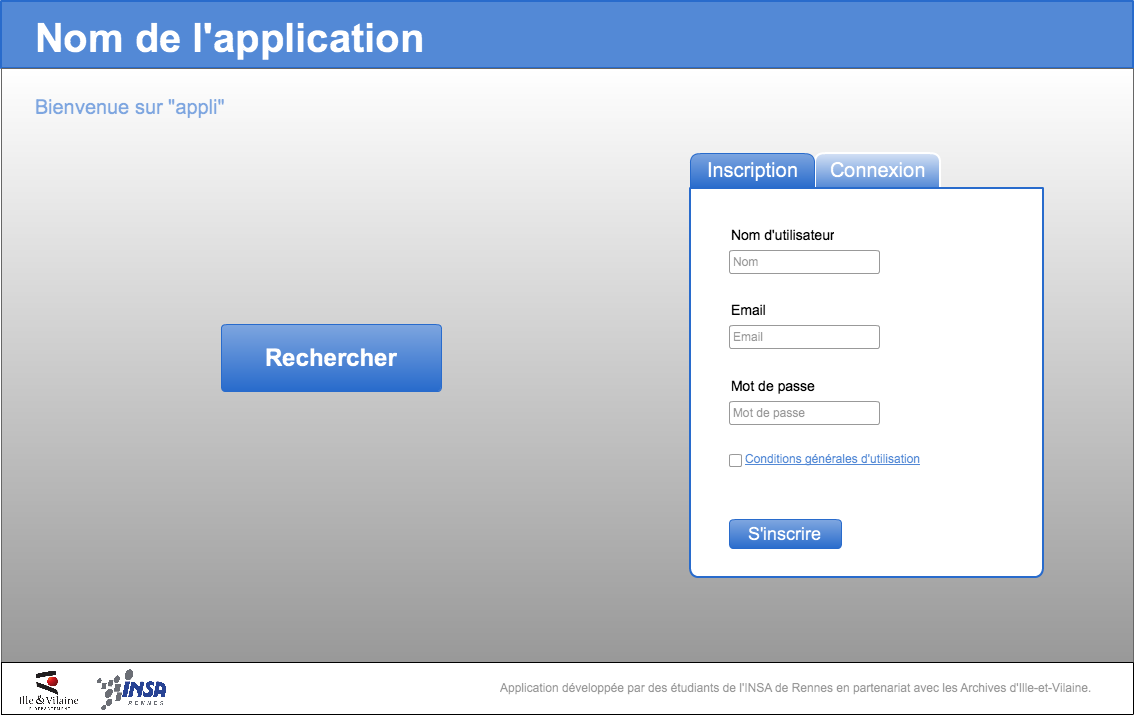 Nom de l'application
Bienvenue sur "appli"
Inscription
Connexion
Nom d'utilisateur
Nom
Email
Email
Mot de passe
Mot de passe
Conditions générales d'utilisation
S'inscrire
Rechercher
Ille & Vilaine
INSA
RENNES
Application développée par des étudiants de l'INSA de Rennes en partenariat avec les Archives d'Ille-et-Vilaine.